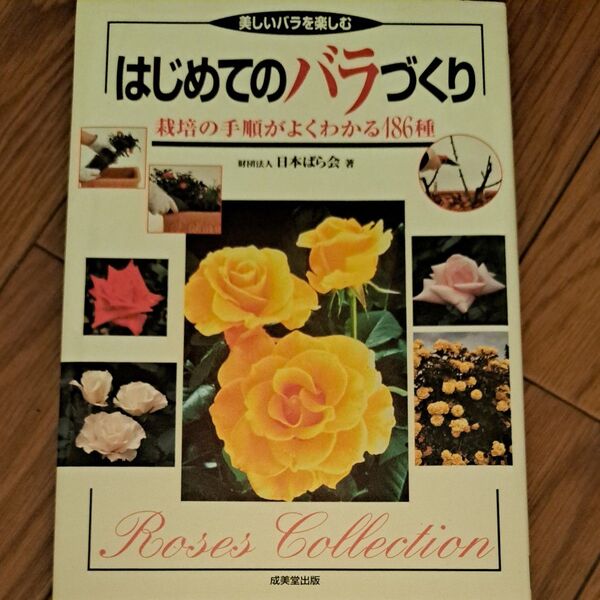 美しいバラを楽しむ
はじめてのバラづくり
栽培の手順がよくわかる186種
財団法人 日本ばら会 著
Roses Collection
成美堂出版